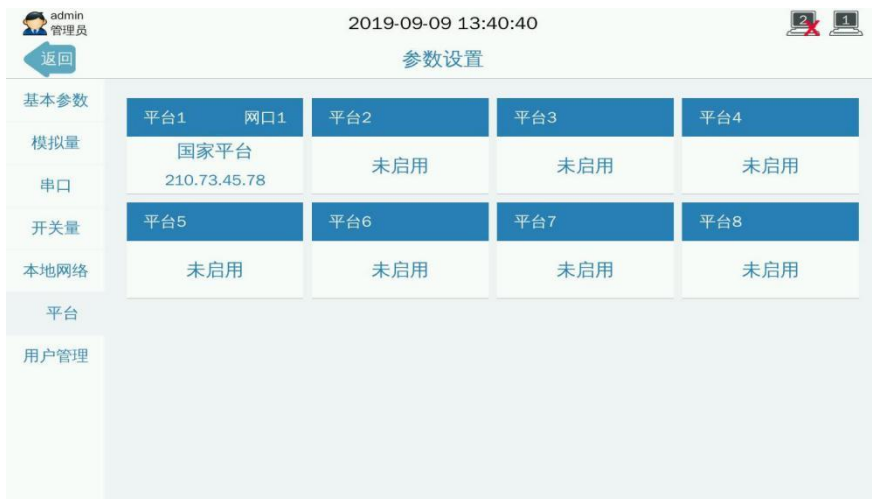 admin
管理员
2019-09-09 13:40:40
2
1
返回
参数设置
基本参数
模拟量
串口
开关量
本地网络
平台
用户管理
平台1 网口1
国家平台
210.73.45.78
平台2
未启用
平台3
未启用
平台4
未启用
平台5
未启用
平台6
未启用
平台7
未启用
平台8
未启用